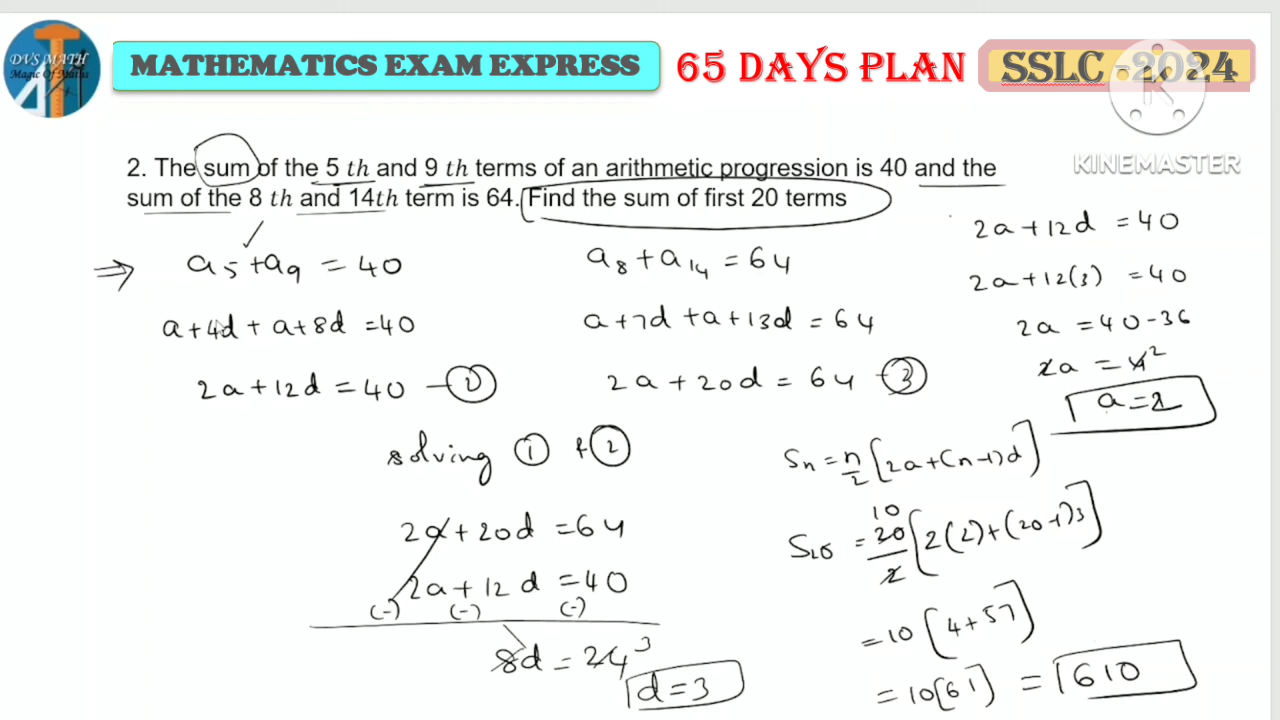 DVS MATH
Magic Of Maths
MATHEMATICS EXAM EXPRESS
65 DAYS PLAN
SSLC - 2024
KINEMASTER
2. The sum of the 5 th and 9 th terms of an arithmetic progression is 40 and the
sum of the 8 th and 14th term is 64. Find the sum of first 20 terms
⇒ a₅ + a₉ = 40
a+4d + a+8d = 40
2a + 12d = 40 — ①
a₈ + a₁₄ = 64
a+7d + a+13d = 64
2a + 20d = 64 — ②
solving ① & ②
2a + 20d = 64
2a + 12d = 40
(-) (-) (-)
8d = 24 3
d = 3
2a + 12d = 40
2a + 12(3) = 40
2a = 40 - 36
2a = 4 2
a = 2
Sn = n/2 [2a + (n-1)d]
10
S20 = 20/2 [2(2) + (20-1)3]
= 10 [4 + 57]
= 10[61] = 610